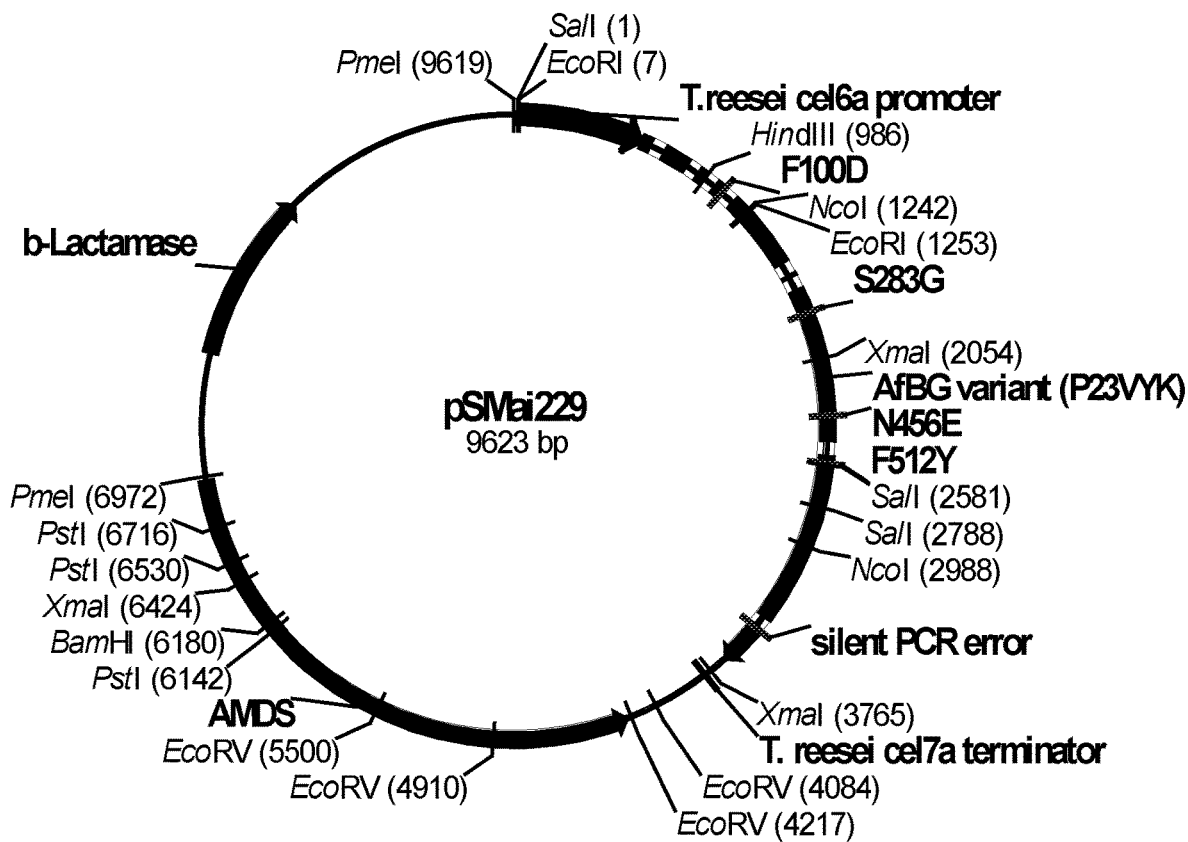 SalI (1)
PmeI (9619)
EcoRI (7)
T.reesei cel6a promoter
HindIII (986)
F100D
NcoI (1242)
EcoRI (1253)
b-Lactamase
S283G
XmaI (2054)
AfBG variant (P23VYK)
pSMai229
9623 bp
N456E
F512Y
SalI (2581)
PmeI (6972)
SalI (2788)
PstI (6716)
NcoI (2988)
PstI (6530)
XmaI (6424)
BamHI (6180)
silent PCR error
PstI (6142)
AMDS
XmaI (3765)
EcoRV (5500)
T. reesei cel7a terminator
EcoRV (4910)
EcoRV (4084)
EcoRV (4217)